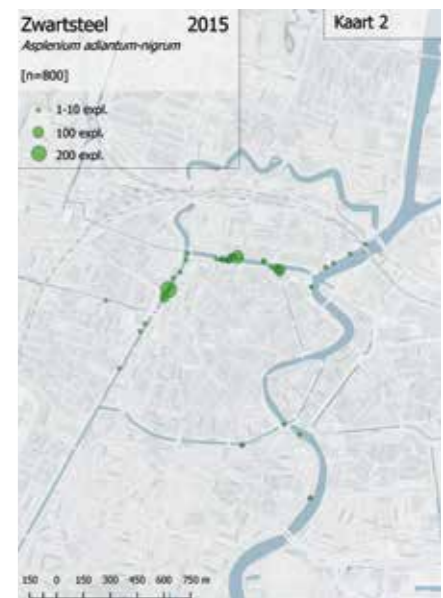 Zwartsteel 2015
Asplenium adiantum-nigrum
[n=800]
1-10 expl.
100 expl.
200 expl.
Kaart 2
150 0 150 300 450 600 750 m